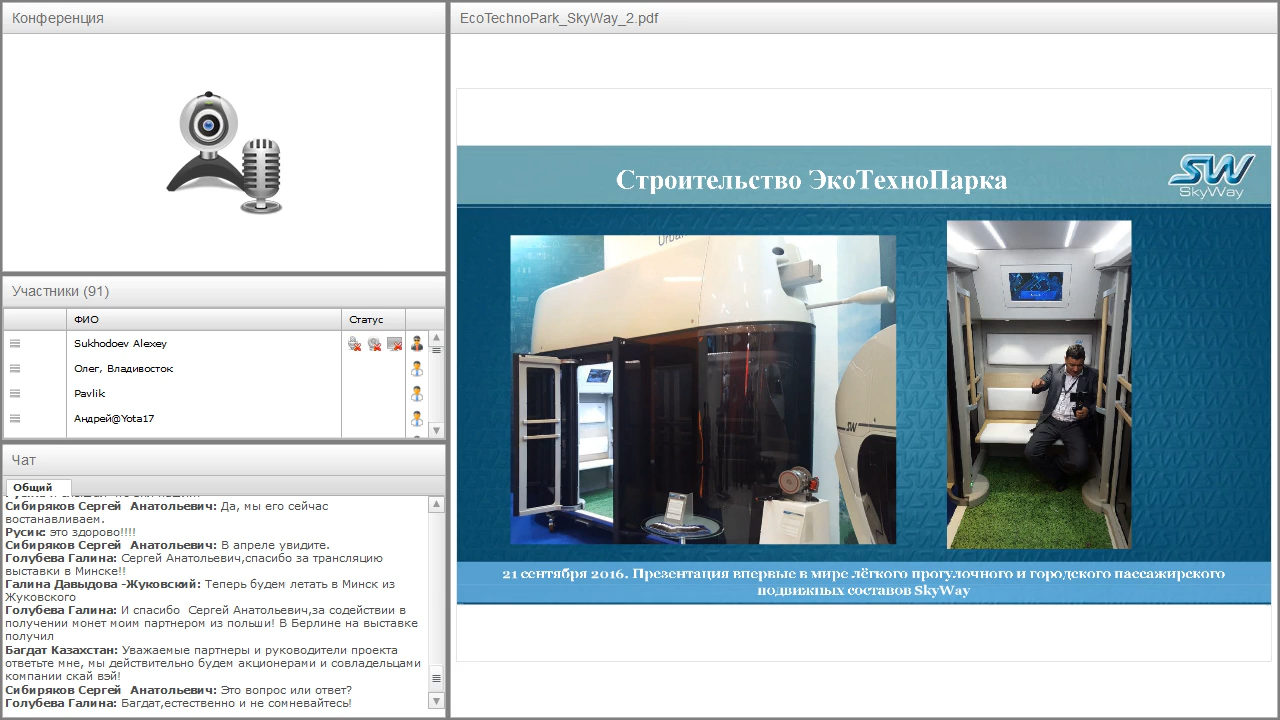 Конференция
EcoTechnoPark_SkyWay_2.pdf
Строительство ЭкоТехноПарка
SW
SkyWay
SW
21 сентября 2016. Презентация впервые в мире лёгкого прогулочного и городского пассажирского
подвижных составов SkyWay
Участники (91)
ФИО
Статус
Sukhodoev Alexey
Олег, Владивосток
Pavlik
Андрей@Yota17
Чат
Общий
Сибиряков Сергей Анатольевич: Да, мы его сейчас
востанавливаем.
Русик: это здорово!!!!
Сибиряков Сергей Анатольевич: В апреле увидите.
Голубева Галина: Сергей Анатольевич,спасибо за трансляцию
выставки в Минске!!
Галина Давыдова -Жуковский: Теперь будем летать в Минск из
Жуковского
Голубева Галина: И спасибо Сергей Анатольевич,за содействии в
получении монет моим партнером из польши! В Берлине на выставке
получил
Багдат Казахстан: Уважаемые партнеры и руководители проекта
ответьте мне, мы действительно будем акционерами и совладельцами
компании скай вэй!
Сибиряков Сергей Анатольевич: Это вопрос или ответ?
Голубева Галина: Багдат,естественно и не сомневайтесь!